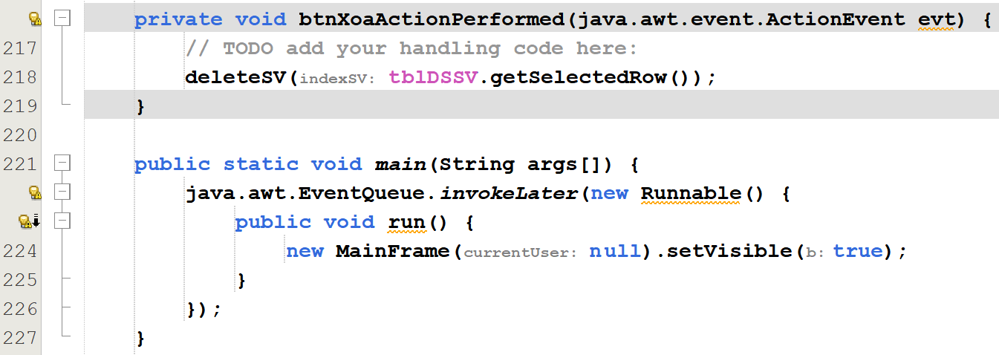 private void btnXoaActionPerformed(java.awt.event.ActionEvent evt) {
217 // TODO add your handling code here:
218 deleteSV(indexSV: tblDSSV.getSelectedRow());
219 }
220
221 public static void main(String args[]) {
java.awt.EventQueue.invokeLater(new Runnable() {
public void run() {
224 new MainFrame(currentUser: null).setVisible(b: true);
225 }
226 });
227 }